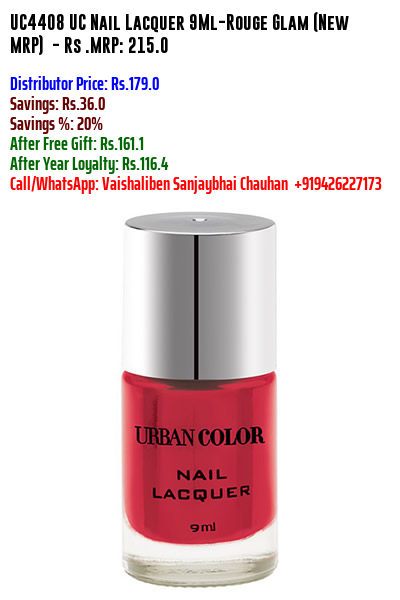 UC4408 UC Nail Lacquer 9Ml-Rouge Glam (New
MRP) - Rs .MRP: 215.0
Distributor Price: Rs.179.0
Savings: Rs.36.0
Savings %: 20%
After Free Gift: Rs.161.1
After Year Loyalty: Rs.116.4
Call/WhatsApp: Vaishaliben Sanjaybhai Chauhan +919426227173
URBAN COLOR
NAIL
LACQUER
9ml